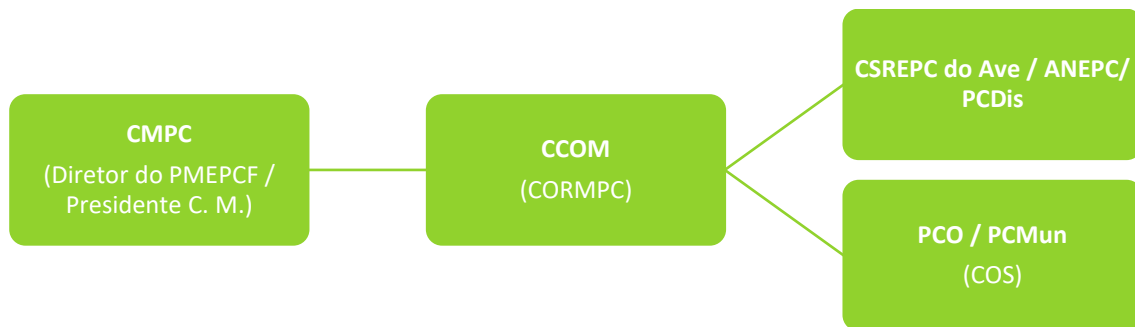 CMPC
(Diretor do PMEPCF /
Presidente C. M.)
CCOM
(CORMPC)
CSREPC do Ave / ANEPC/
PCDis
PCO / PCMun
(COS)